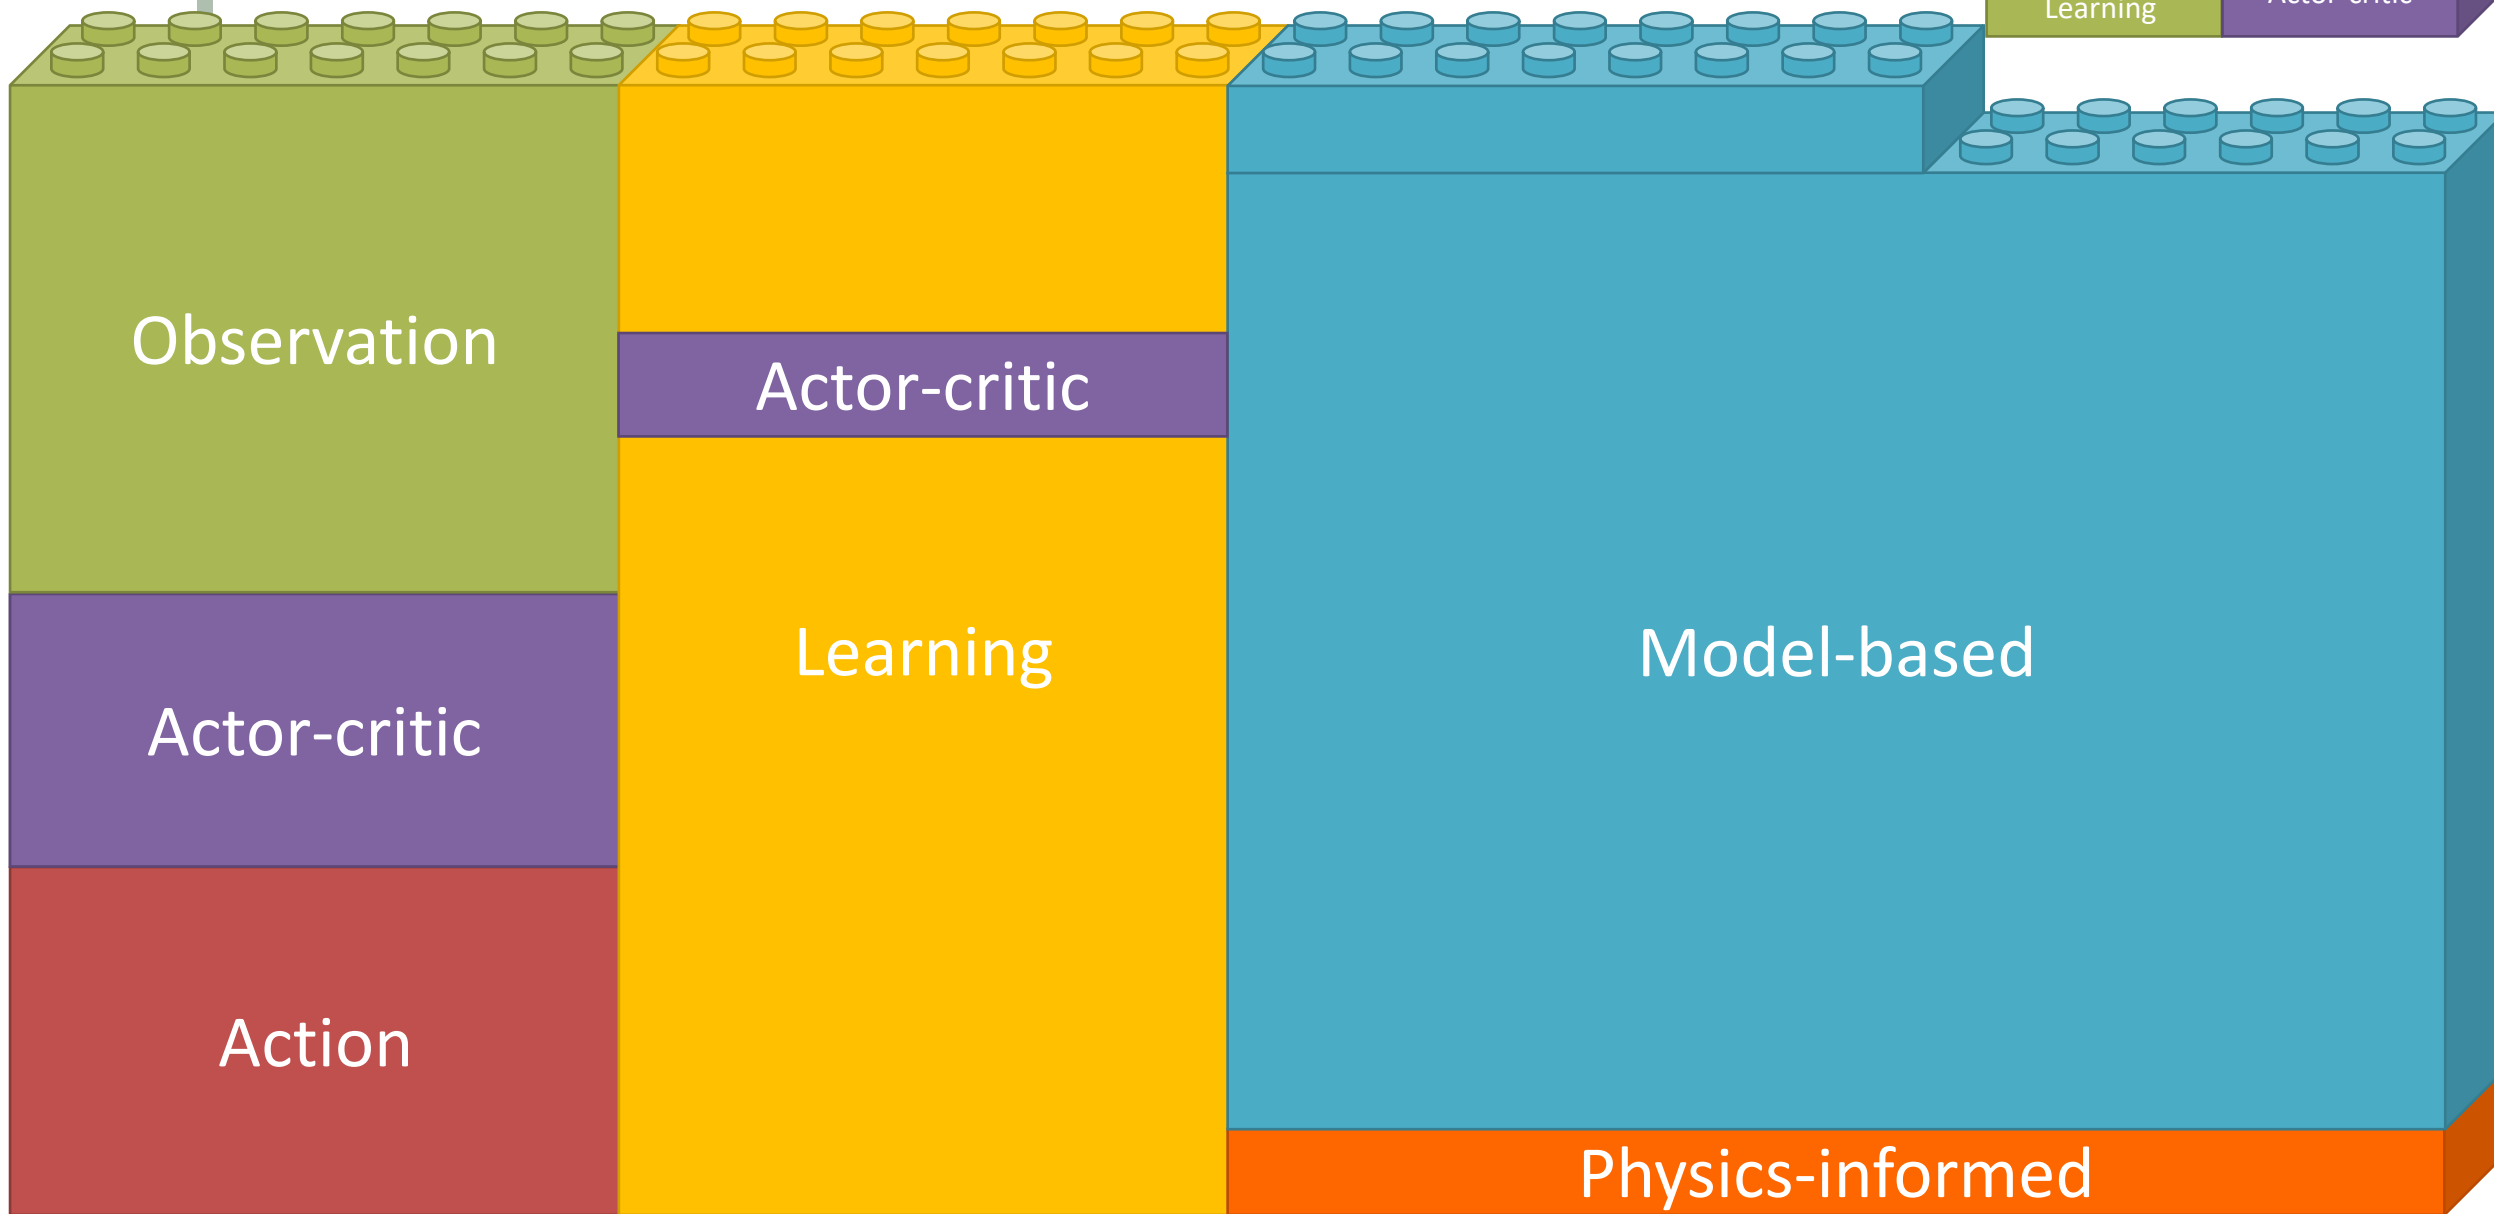 Learning
Observation
Actor-critic
Learning
Model-based
Actor-critic
Action
Physics-informed